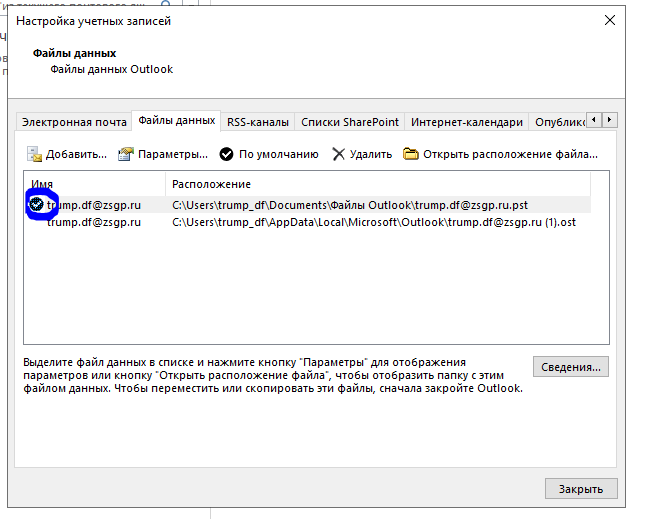 Настройка учетных записей
Файлы данных
Файлы данных Outlook
Электронная почта Файлы данных RSS-каналы Списки SharePoint Интернет-календари Опублико
Добавить... Параметры... По умолчанию Удалить Открыть расположение файла...
Имя Расположение
trump.df@zsgp.ru C:\Users\trump_df\Documents\Файлы Outlook\trump.df@zsgp.ru.pst
trump.df@zsgp.ru C:\Users\trump_df\AppData\Local\Microsoft\Outlook\trump.df@zsgp.ru (1).ost
Выделите файл данных в списке и нажмите кнопку "Параметры" для отображения
параметров или кнопку "Открыть расположение файла", чтобы отобразить папку с этим
файлом данных. Чтобы переместить или скопировать эти файлы, сначала закройте Outlook.
Сведения...
Закрыть